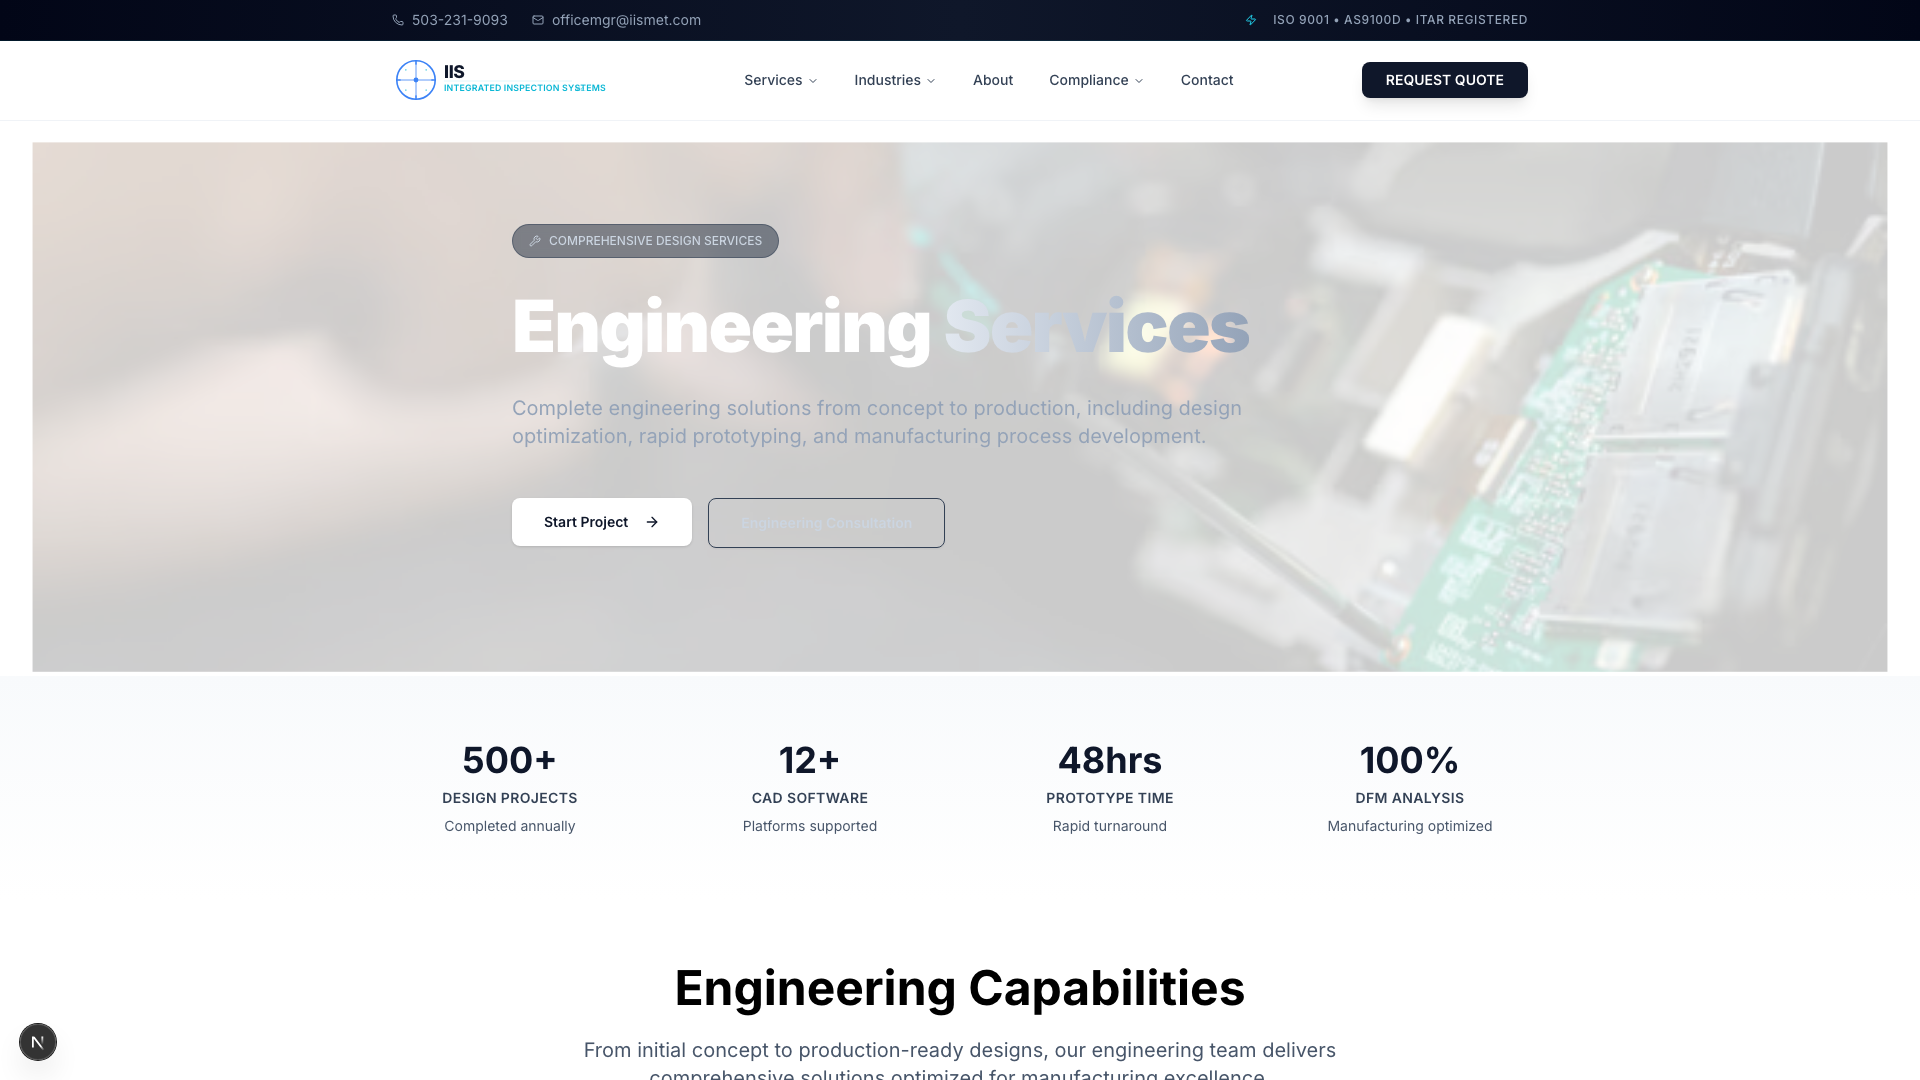 503-231-9093
officemgr@iismet.com
ISO 9001 • AS9100D • ITAR REGISTERED
IIS
INTEGRATED INSPECTION SYSTEMS
Services
Industries
About
Compliance
Contact
REQUEST QUOTE
COMPREHENSIVE DESIGN SERVICES
Engineering Services
Complete engineering solutions from concept to production, including design
optimization, rapid prototyping, and manufacturing process development.
Start Project
Engineering Consultation
500+
DESIGN PROJECTS
Completed annually
12+
CAD SOFTWARE
Platforms supported
48hrs
PROTOTYPE TIME
Rapid turnaround
100%
DFM ANALYSIS
Manufacturing optimized
Engineering Capabilities
From initial concept to production-ready designs, our engineering team delivers
comprehensive solutions optimized for manufacturing excellence.
N